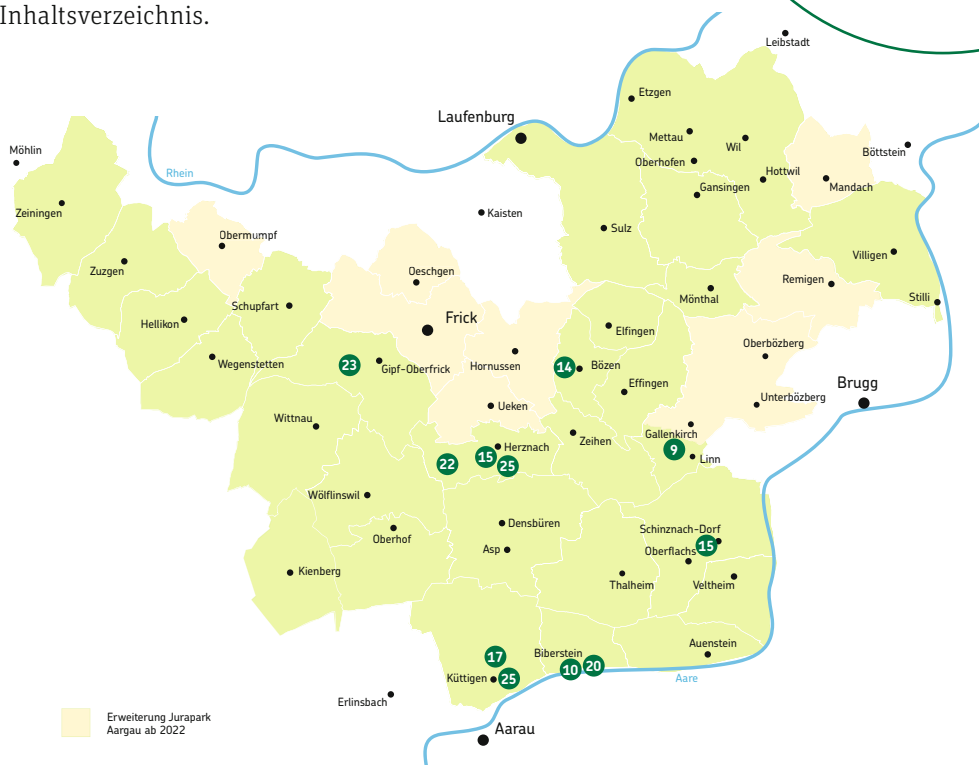 Inhaltsverzeichnis.
Leibstadt
Etzgen
Laufenburg
Mettau
Wil
Möhlin
Böttstein
Oberhofen
Rhein
Hottwil
Gansingen
Mandach
Zeiningen
Kaisten
Sulz
Obermumpf
Villigen
Zuzgen
Oeschgen
Remigen
Mönthal
Stilli
Schupfart
Frick
Hellikon
Elfingen
Oberbözberg
Wegenstetten
23
Gipf-Oberfrick
Hornussen
14
Bözen
Effingen
Brugg
Unterbözberg
Ueken
Wittnau
Gallenkirch
Herznach
Zeihen
9
Linn
22
15
25
Wölflinswil
Densbüren
Schinznach-Dorf
Oberhof
15
Asp
Oberflachs
Kienberg
Thalheim
Veltheim
Auenstein
17
Biberstein
10
20
Küttigen
25
Aare
Erlinsbach
Erweiterung Jurapark
Aargau ab 2022
Aarau